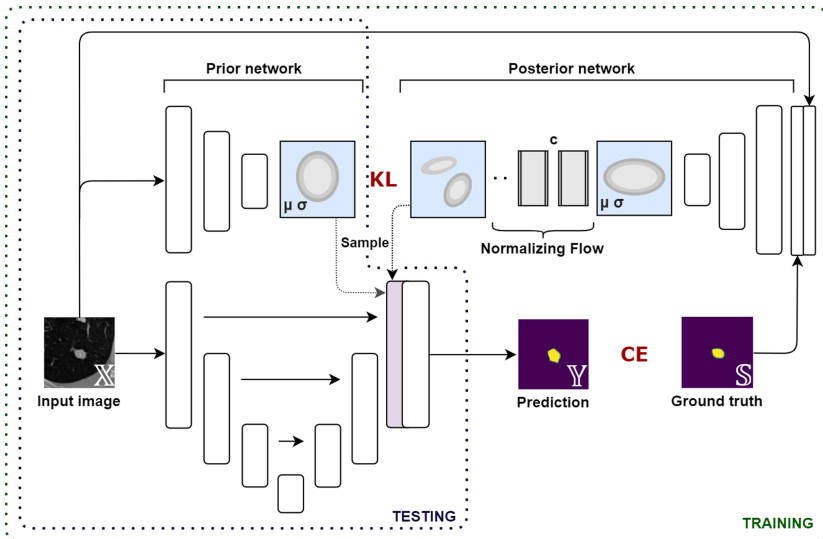 Prior network
Posterior network
μ σ
KL
c
. .
μ σ
Sample
Normalizing Flow
𝕏
Input image
𝕐
Prediction
CE
𝕊
Ground truth
TESTING
TRAINING